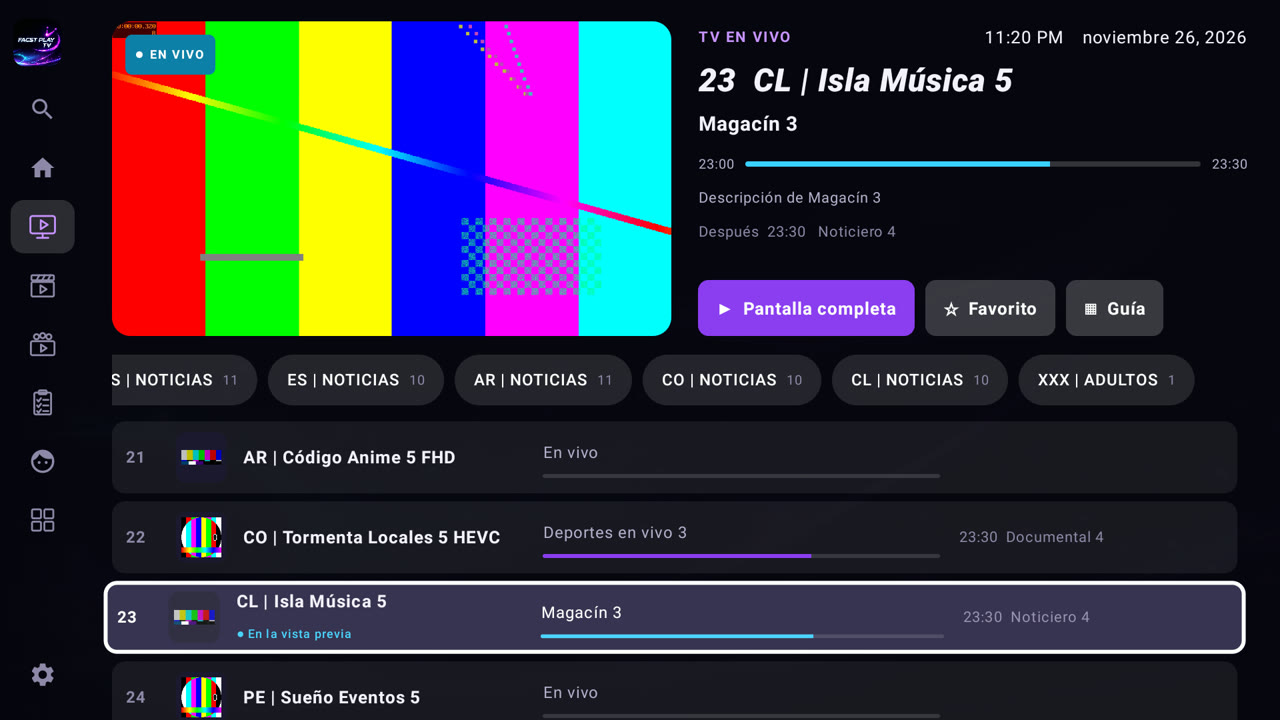 FACST PLAY TV
EN VIVO
TV EN VIVO
11:20 PM noviembre 26, 2026
23 CL | Isla Música 5
Magacín 3
23:00 23:30
Descripción de Magacín 3
Después 23:30 Noticiero 4
Pantalla completa
Favorito
Guía
S | NOTICIAS 11
ES | NOTICIAS 10
AR | NOTICIAS 11
CO | NOTICIAS 10
CL | NOTICIAS 10
XXX | ADULTOS 1
21 AR | Código Anime 5 FHD En vivo
22 CO | Tormenta Locales 5 HEVC Deportes en vivo 3 23:30 Documental 4
23 CL | Isla Música 5 Magacín 3 23:30 Noticiero 4
En la vista previa
24 PE | Sueño Eventos 5 En vivo